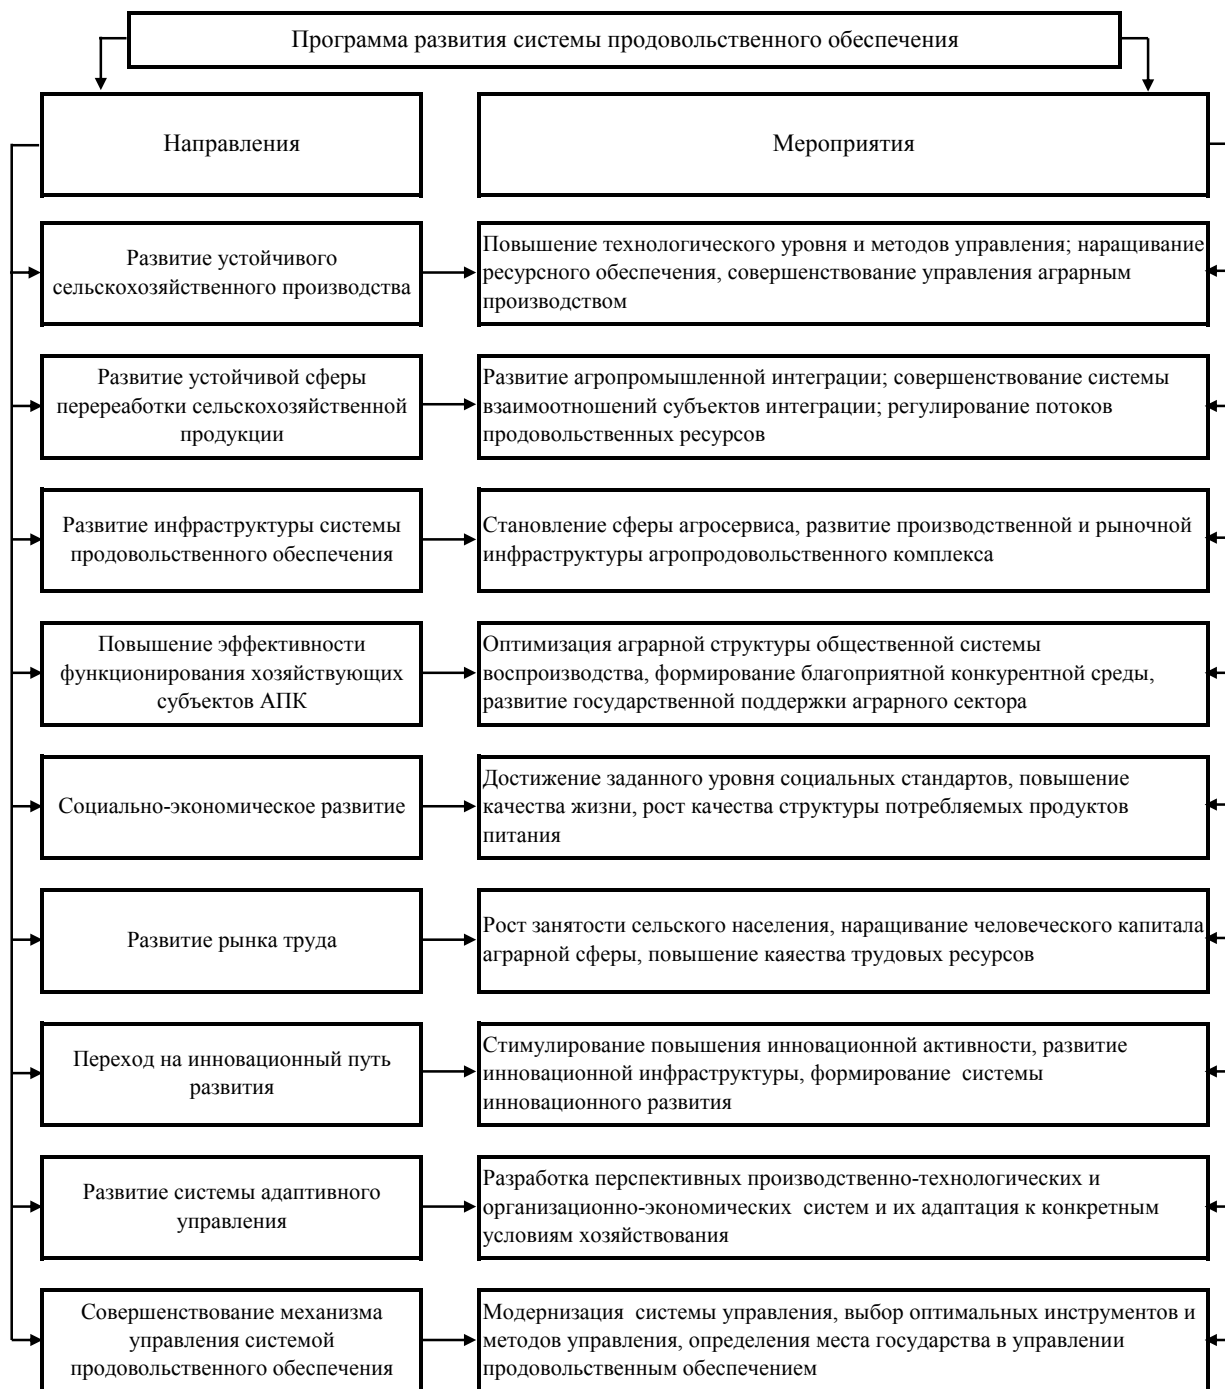 Программа развития системы продовольственного обеспечения
Направления
Мероприятия
Развитие устойчивого
сельскохозяйственного производства
Повышение технологического уровня и методов управления; наращивание
ресурсного обеспечения, совершенствование управления аграрным
производством
Развитие устойчивой сферы
перереаботки сельскохозяйственной
продукции
Развитие агропромышленной интеграции; совершенствование системы
взаимоотношений субъектов интеграции; регулирование потоков
продовольственных ресурсов
Развитие инфраструктуры системы
продовольственного обеспечения
Становление сферы агросервиса, развитие производственной и рыночной
инфраструктуры агропродовольственного комплекса
Повышение эффективности
функционирования хозяйствующих
субъектов АПК
Оптимизация аграрной структуры общественной системы
воспроизводства, формирование благоприятной конкурентной среды,
развитие государственной поддержки аграрного сектора
Социально-экономическое развитие
Достижение заданного уровня социальных стандартов, повышение
качества жизни, рост качества структуры потребляемых продуктов
питания
Развитие рынка труда
Рост занятости сельского населения, наращивание человеческого капитала
аграрной сферы, повышение каяества трудовых ресурсов
Переход на инновационный путь
развития
Стимулирование повышения инновационной активности, развитие
инновационной инфраструктуры, формирование системы
инновационного развития
Развитие системы адаптивного
управления
Разработка перспективных производственно-технологических и
организационно-экономических систем и их адаптация к конкретным
условиям хозяйствования
Совершенствование механизма
управления системой
продовольственного обеспечения
Модернизация системы управления, выбор оптимальных инструментов и
методов управления, определения места государства в управлении
продовольственным обеспечением